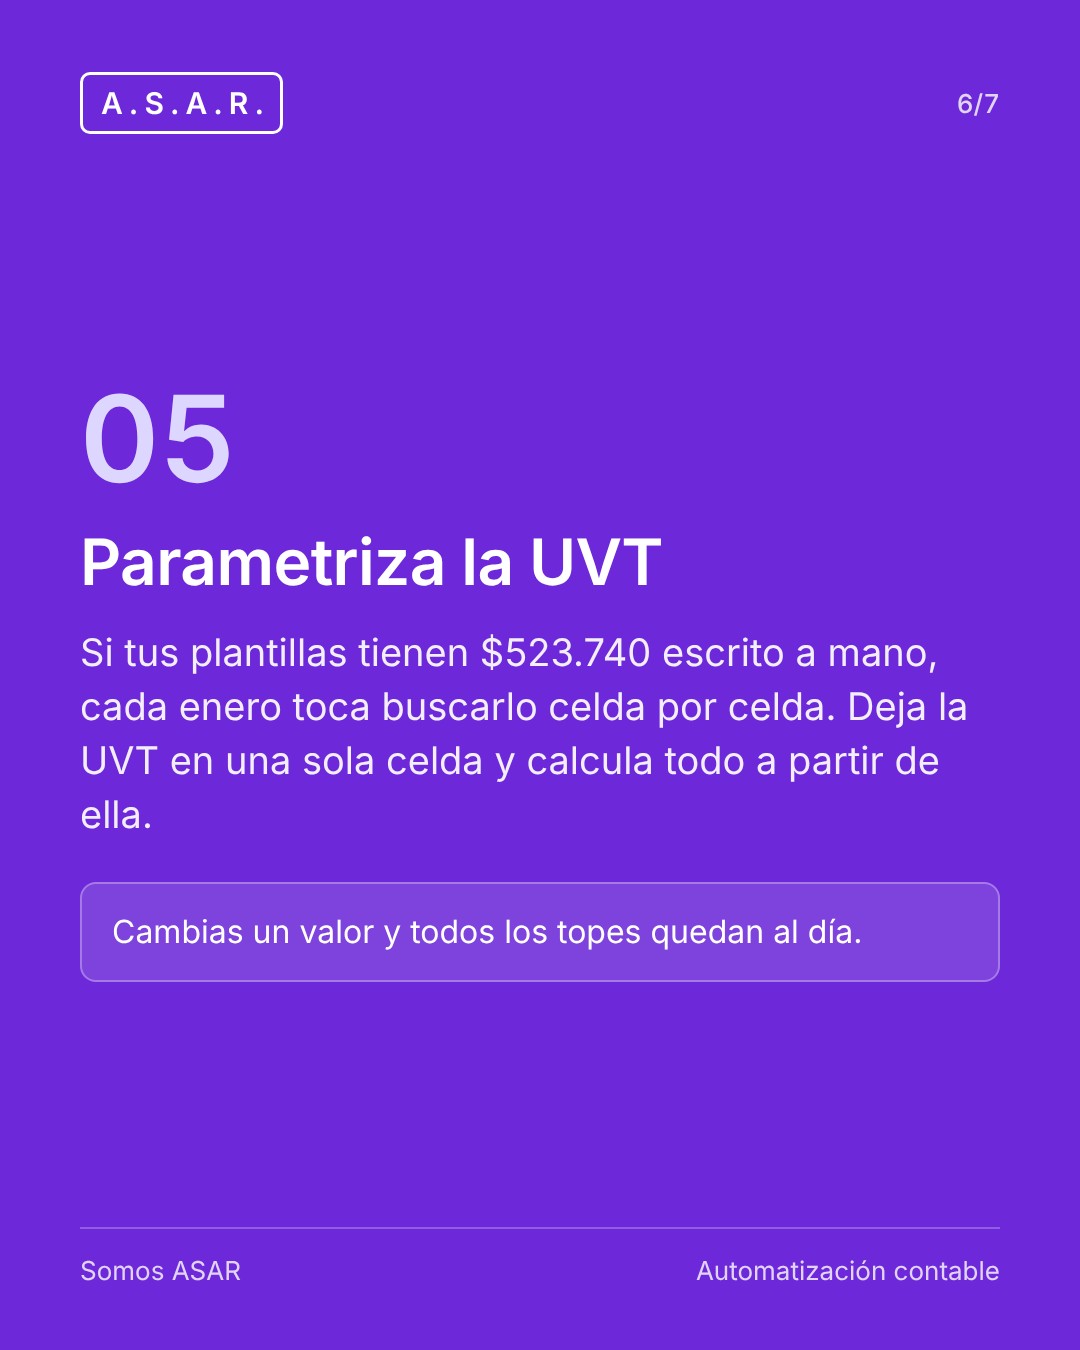 A.S.A.R.
6/7
05
Parametriza la UVT
Si tus plantillas tienen $523.740 escrito a mano,
cada enero toca buscarlo celda por celda. Deja la
UVT en una sola celda y calcula todo a partir de
ella.
Cambias un valor y todos los topes quedan al día.
Somos ASAR
Automatización contable